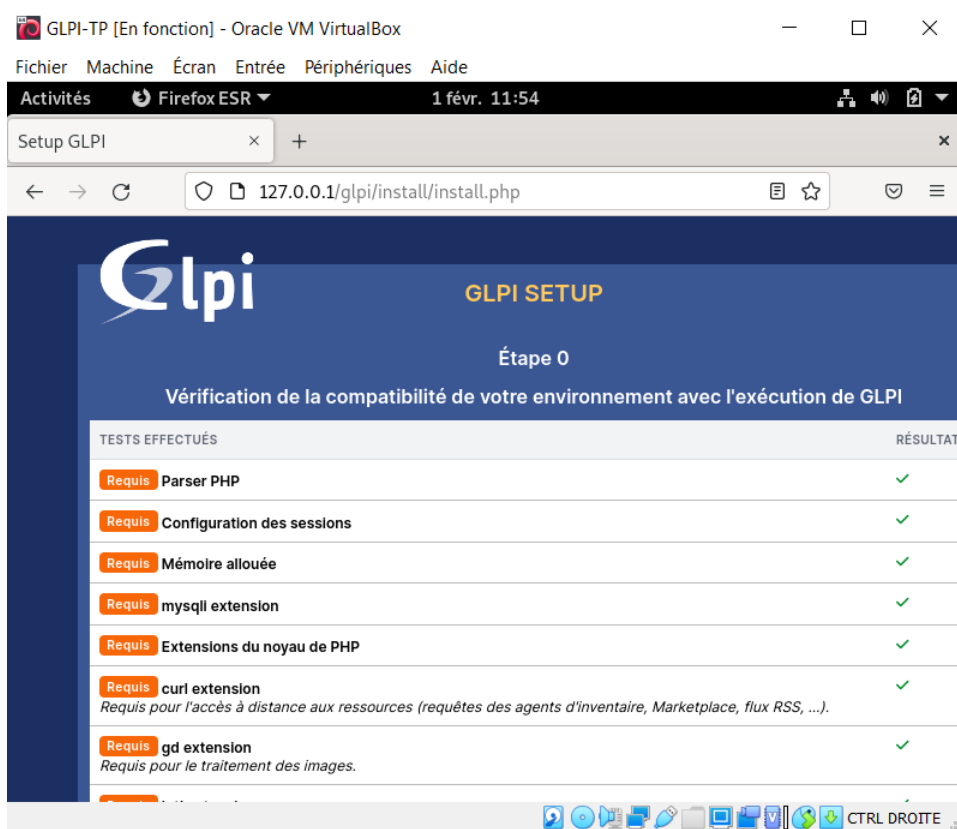 GLPI-TP [En fonction] - Oracle VM VirtualBox
Fichier Machine Écran Entrée Périphériques Aide
Activités Firefox ESR 1 févr. 11:54
Setup GLPI
127.0.0.1/glpi/install/install.php
Glpi
GLPI SETUP
Étape 0
Vérification de la compatibilité de votre environnement avec l'exécution de GLPI
TESTS EFFECTUÉS RÉSULTAT
Requis Parser PHP
Requis Configuration des sessions
Requis Mémoire allouée
Requis mysqli extension
Requis Extensions du noyau de PHP
Requis curl extension
Requis pour l'accès à distance aux ressources (requêtes des agents d'inventaire, Marketplace, flux RSS, ...).
Requis gd extension
Requis pour le traitement des images.
CTRL DROITE